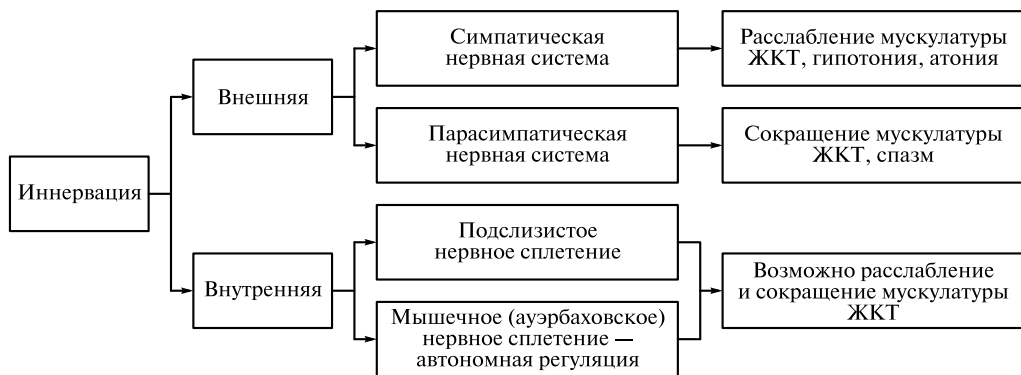 Иннервация
Внешняя
Симпатическая
нервная система
Расслабление мускулатуры
ЖКТ, гипотония, атония
Парасимпатическая
нервная система
Сокращение мускулатуры
ЖКТ, спазм
Внутренняя
Подслизистое
нервное сплетение
Мышечное (ауэрбаховское)
нервное сплетение —
автономная регуляция
Возможно расслабление
и сокращение мускулатуры
ЖКТ